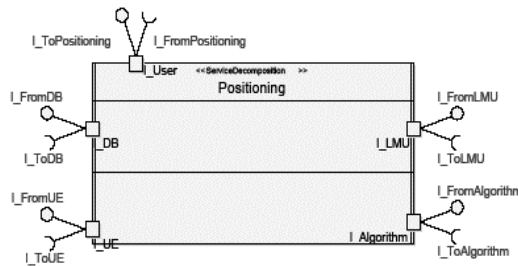 I_ToPositioning I_FromPositioning
I_User <<ServiceDecomposition >>
Positioning
I_FromDB I_FromLMU
I_DB I_LMU
I_ToDB I_ToLMU
I_FromUE I_FromAlgorithm
I_UE I_Algorithm
I_ToUE I_ToAlgorithm